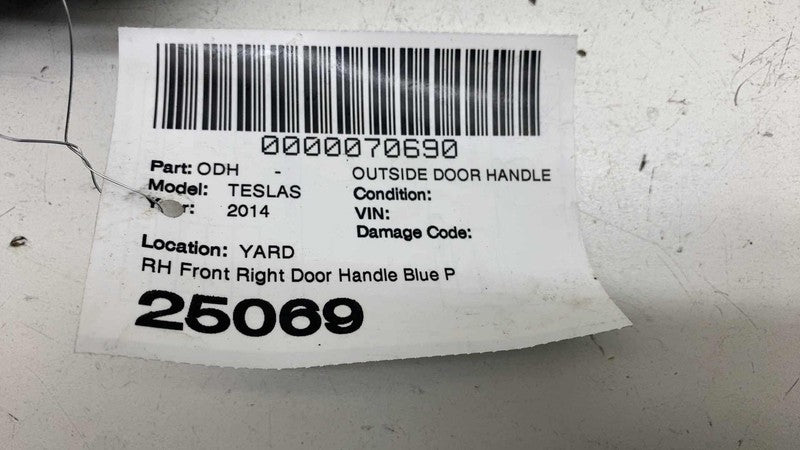 0000070690
Part: ODH - OUTSIDE DOOR HANDLE
Model: TESLAS Condition:
Year: 2014 VIN:
Damage Code:
Location: YARD
RH Front Right Door Handle Blue P
25069